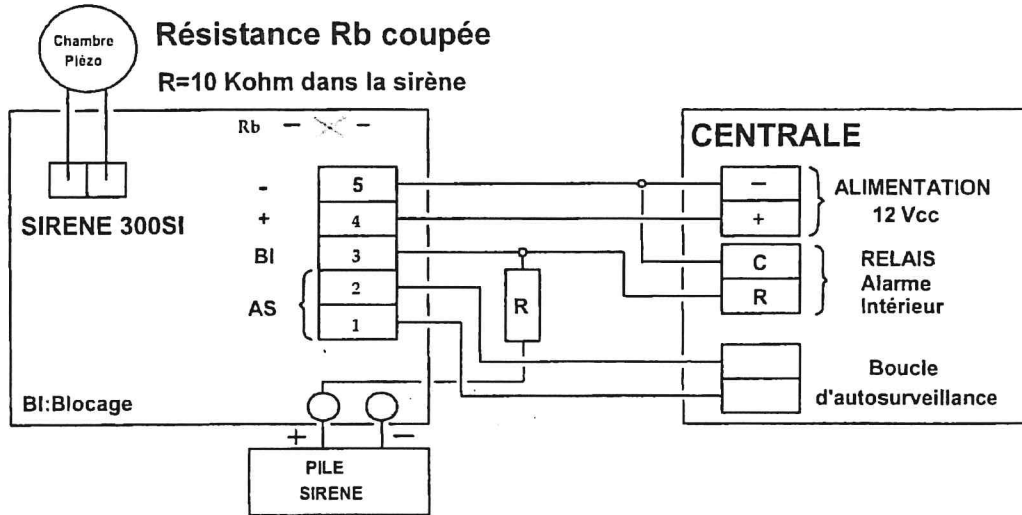 Chambre
Piézo
Résistance Rb coupée
R=10 Kohm dans la sirène
Rb
CENTRALE
SIRENE 300SI
- 5
+ 4
BI 3
AS
2
1
R
−
+
ALIMENTATION
12 Vcc
C
R
RELAIS
Alarme
Intérieur
Boucle
d'autosurveillance
BI:Blocage
+ −
PILE
SIRENE